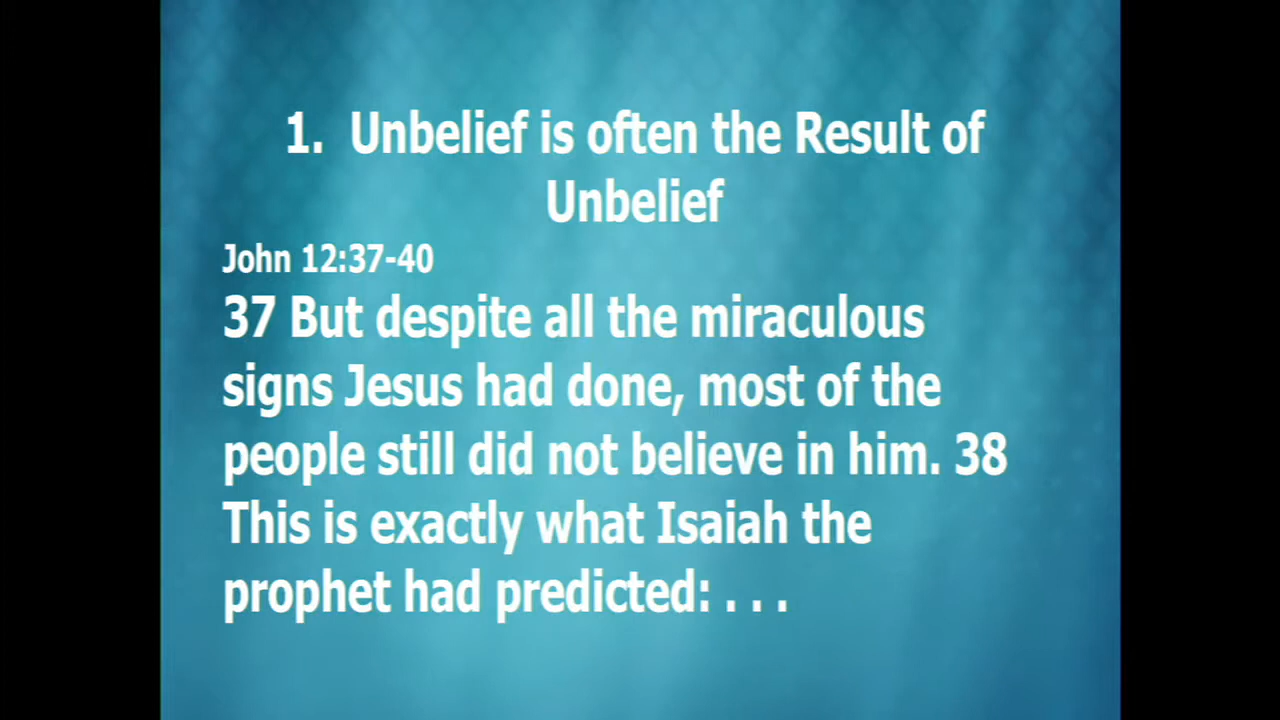 1. Unbelief is often the Result of
Unbelief
John 12:37-40
37 But despite all the miraculous
signs Jesus had done, most of the
people still did not believe in him. 38
This is exactly what Isaiah the
prophet had predicted: . . .